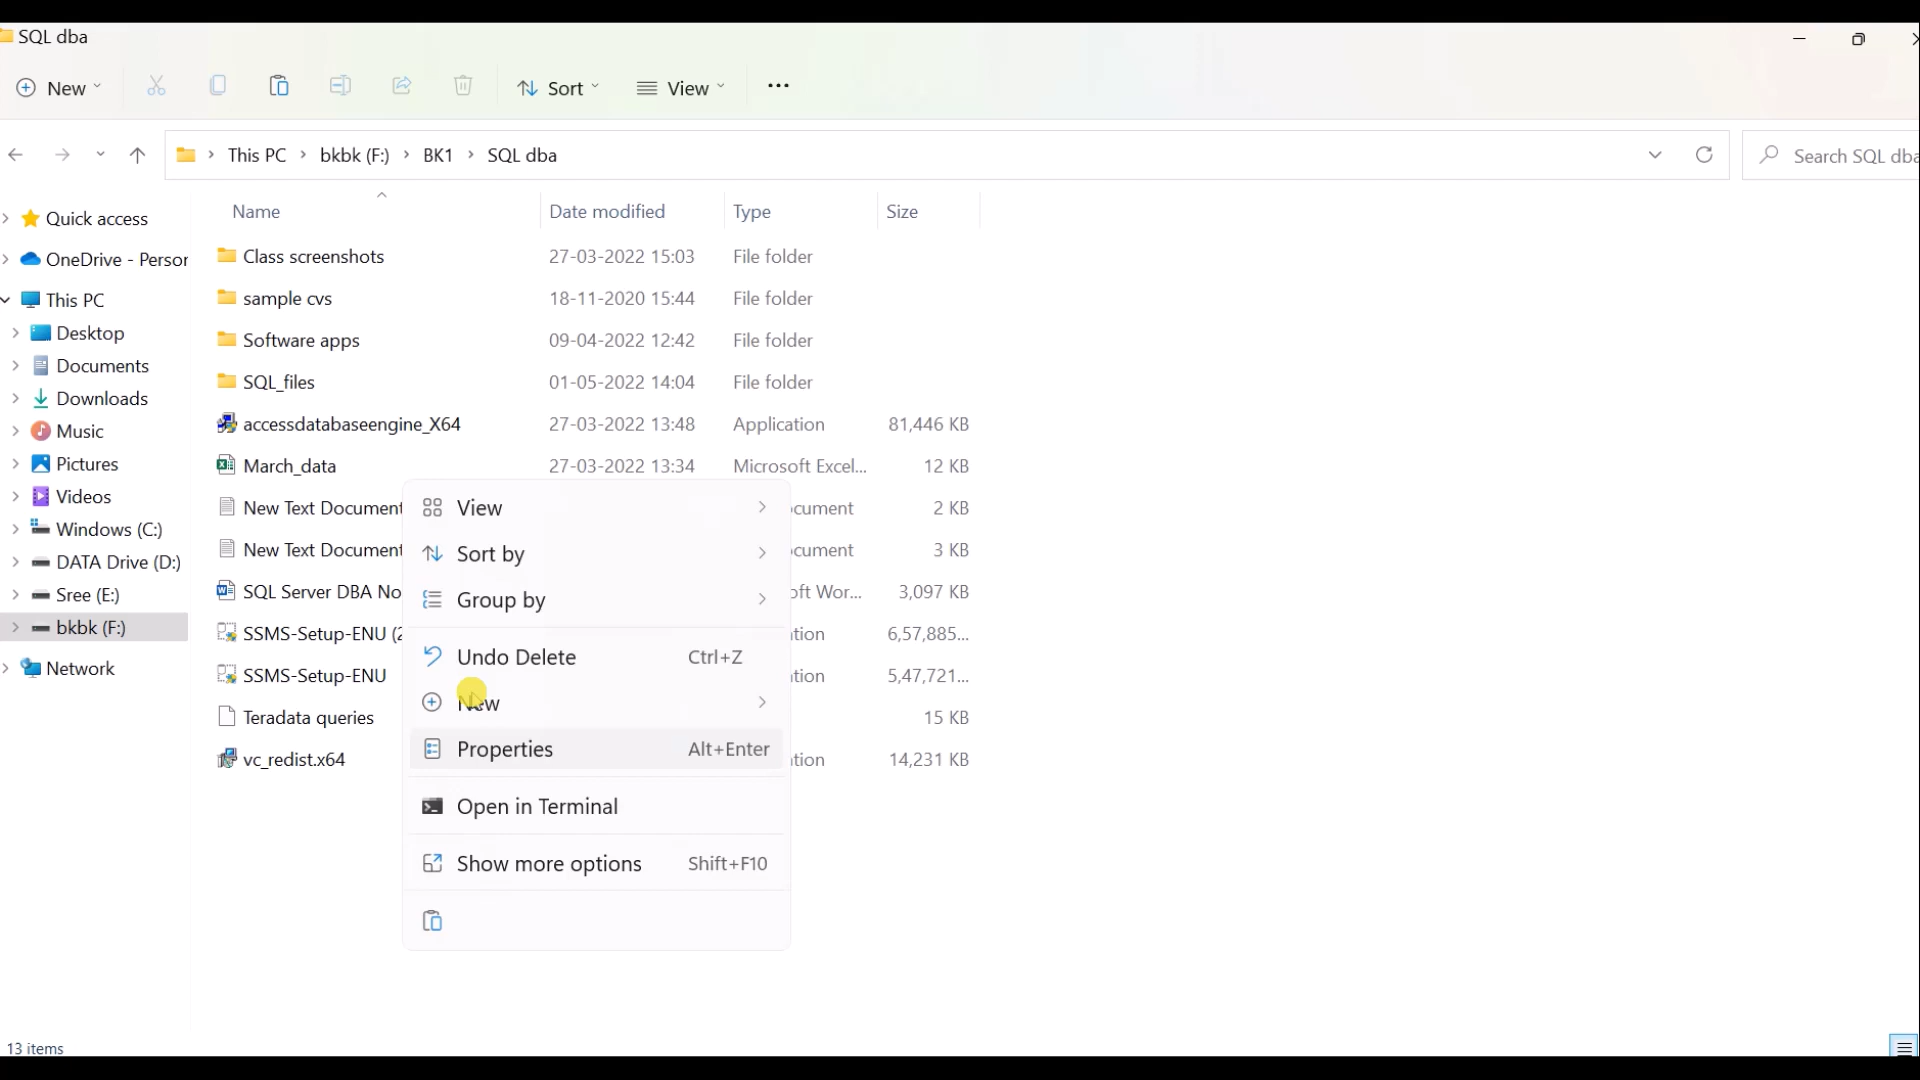 SQL dba
New
Sort
View
This PC > bkbk (F:) > BK1 > SQL dba
Search SQL dba
Name Date modified Type Size
Quick access
OneDrive - Person
This PC
Desktop
Documents
Downloads
Music
Pictures
Videos
Windows (C:)
DATA Drive (D:)
Sree (E:)
bkbk (F:)
Network
Class screenshots 27-03-2022 15:03 File folder
sample cvs 18-11-2020 15:44 File folder
Software apps 09-04-2022 12:42 File folder
SQL_files 01-05-2022 14:04 File folder
accessdatabaseengine_X64 27-03-2022 13:48 Application 81,446 KB
March_data 27-03-2022 13:34 Microsoft Excel... 12 KB
New Text Document cument 2 KB
New Text Document cument 3 KB
SQL Server DBA No oft Wor... 3,097 KB
SSMS-Setup-ENU (2 tion 6,57,885...
SSMS-Setup-ENU tion 5,47,721...
Teradata queries 15 KB
vc_redist.x64 tion 14,231 KB
View
Sort by
Group by
Undo Delete Ctrl+Z
New
Properties Alt+Enter
Open in Terminal
Show more options Shift+F10
13 items